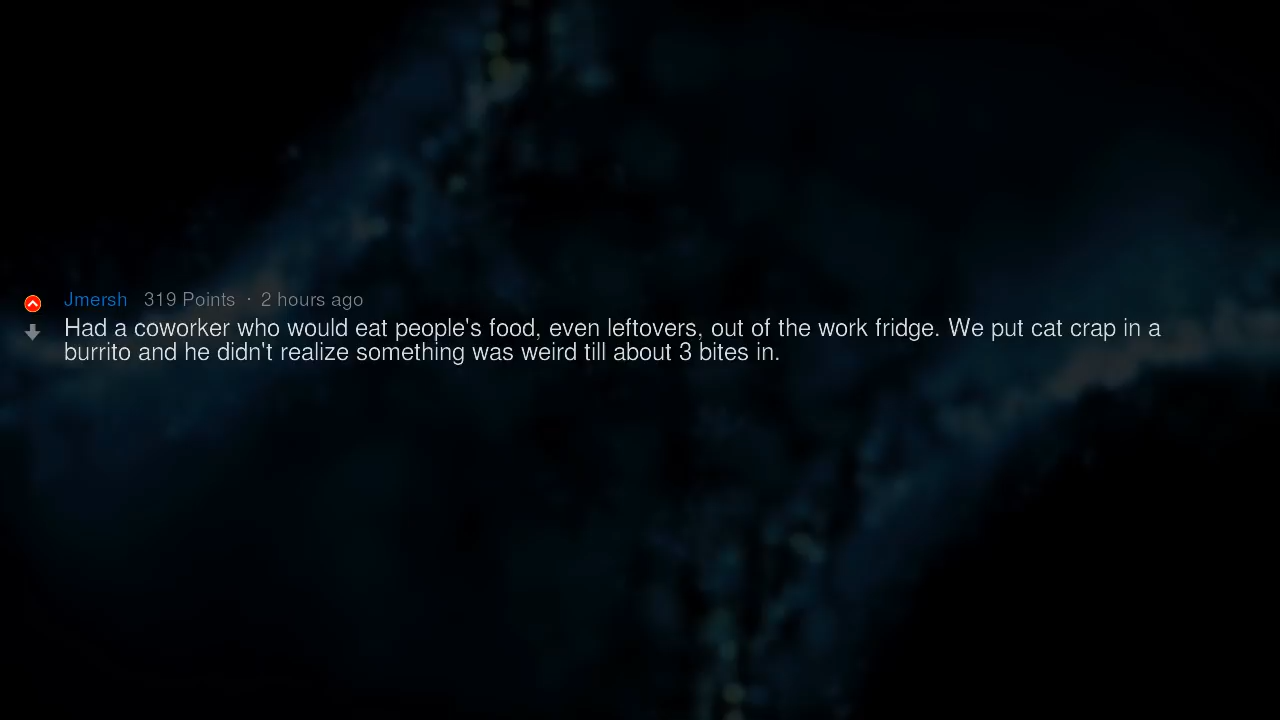 Jmersh 319 Points · 2 hours ago
Had a coworker who would eat people's food, even leftovers, out of the work fridge. We put cat crap in a
burrito and he didn't realize something was weird till about 3 bites in.